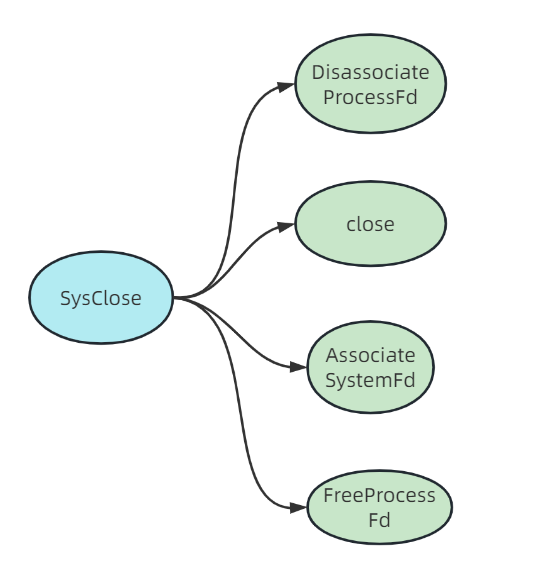 Disassociate
ProcessFd
close
SysClose
Associate
SystemFd
FreeProcess
Fd